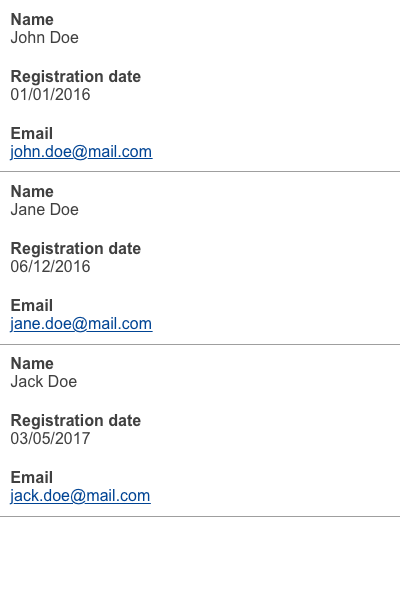 Name
John Doe
Registration date
01/01/2016
Email
john.doe@mail.com
Name
Jane Doe
Registration date
06/12/2016
Email
jane.doe@mail.com
Name
Jack Doe
Registration date
03/05/2017
Email
jack.doe@mail.com